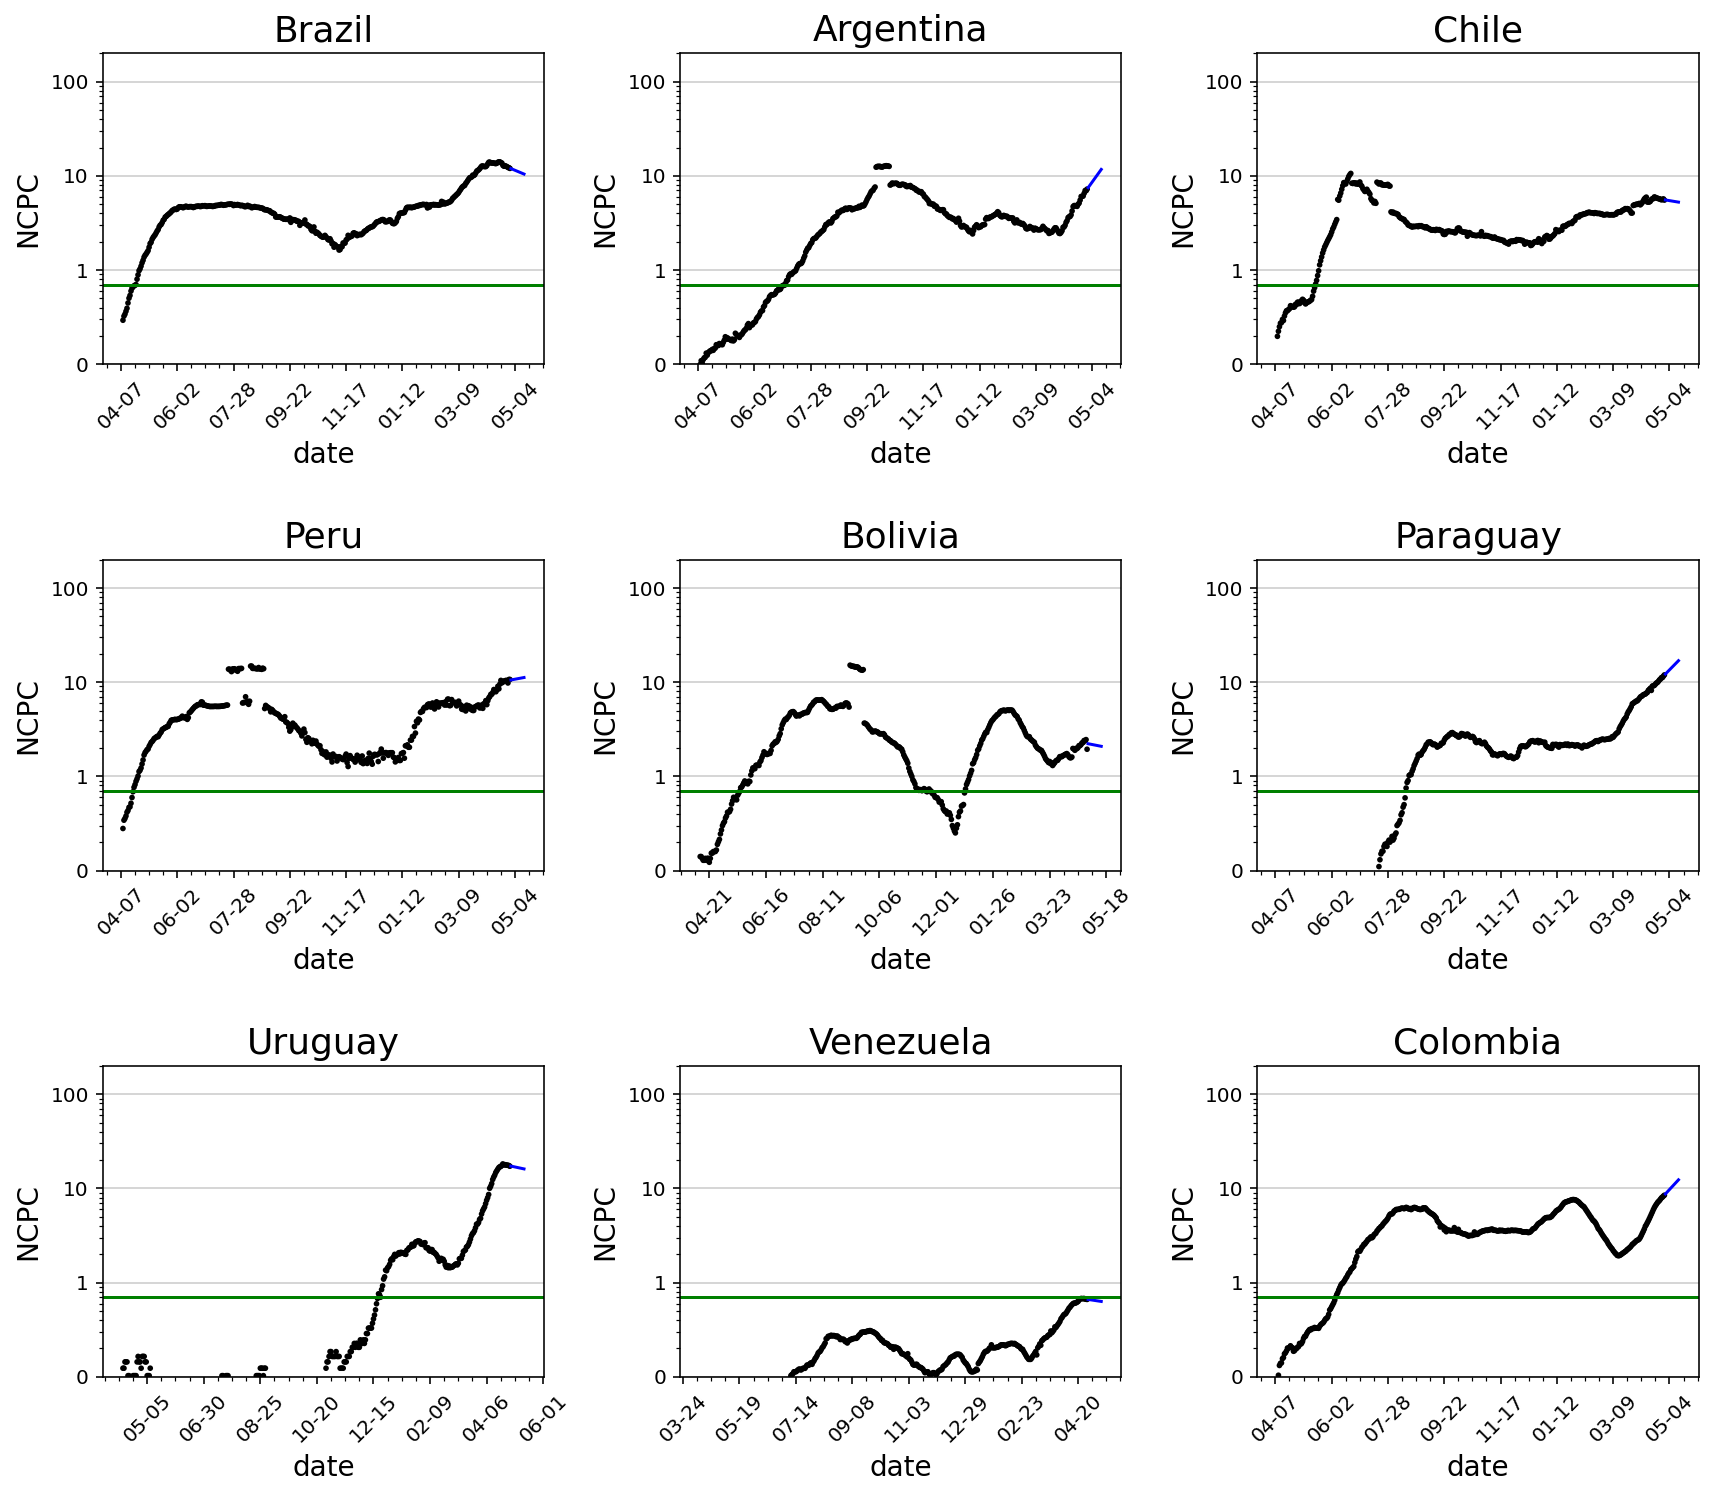 Brazil Argentina Chile
100 100 100
NCPC 10 NCPC 10 NCPC 10
1 1 1
0 0 0
04-07 06-02 07-28 09-22 11-17 01-12 03-09 05-04 04-07 06-02 07-28 09-22 11-17 01-12 03-09 05-04 04-07 06-02 07-28 09-22 11-17 01-12 03-09 05-04
date date date
Peru Bolivia Paraguay
100 100 100
NCPC 10 NCPC 10 NCPC 10
1 1 1
0 0 0
04-07 06-02 07-28 09-22 11-17 01-12 03-09 05-04 04-21 06-16 08-11 10-06 12-01 01-26 03-23 05-18 04-07 06-02 07-28 09-22 11-17 01-12 03-09 05-04
date date date
Uruguay Venezuela Colombia
100 100 100
NCPC 10 NCPC 10 NCPC 10
1 1 1
0 0 0
05-05 06-30 08-25 10-20 12-15 02-09 04-06 06-01 03-24 05-19 07-14 09-08 11-03 12-29 02-23 04-20 04-07 06-02 07-28 09-22 11-17 01-12 03-09 05-04
date date date